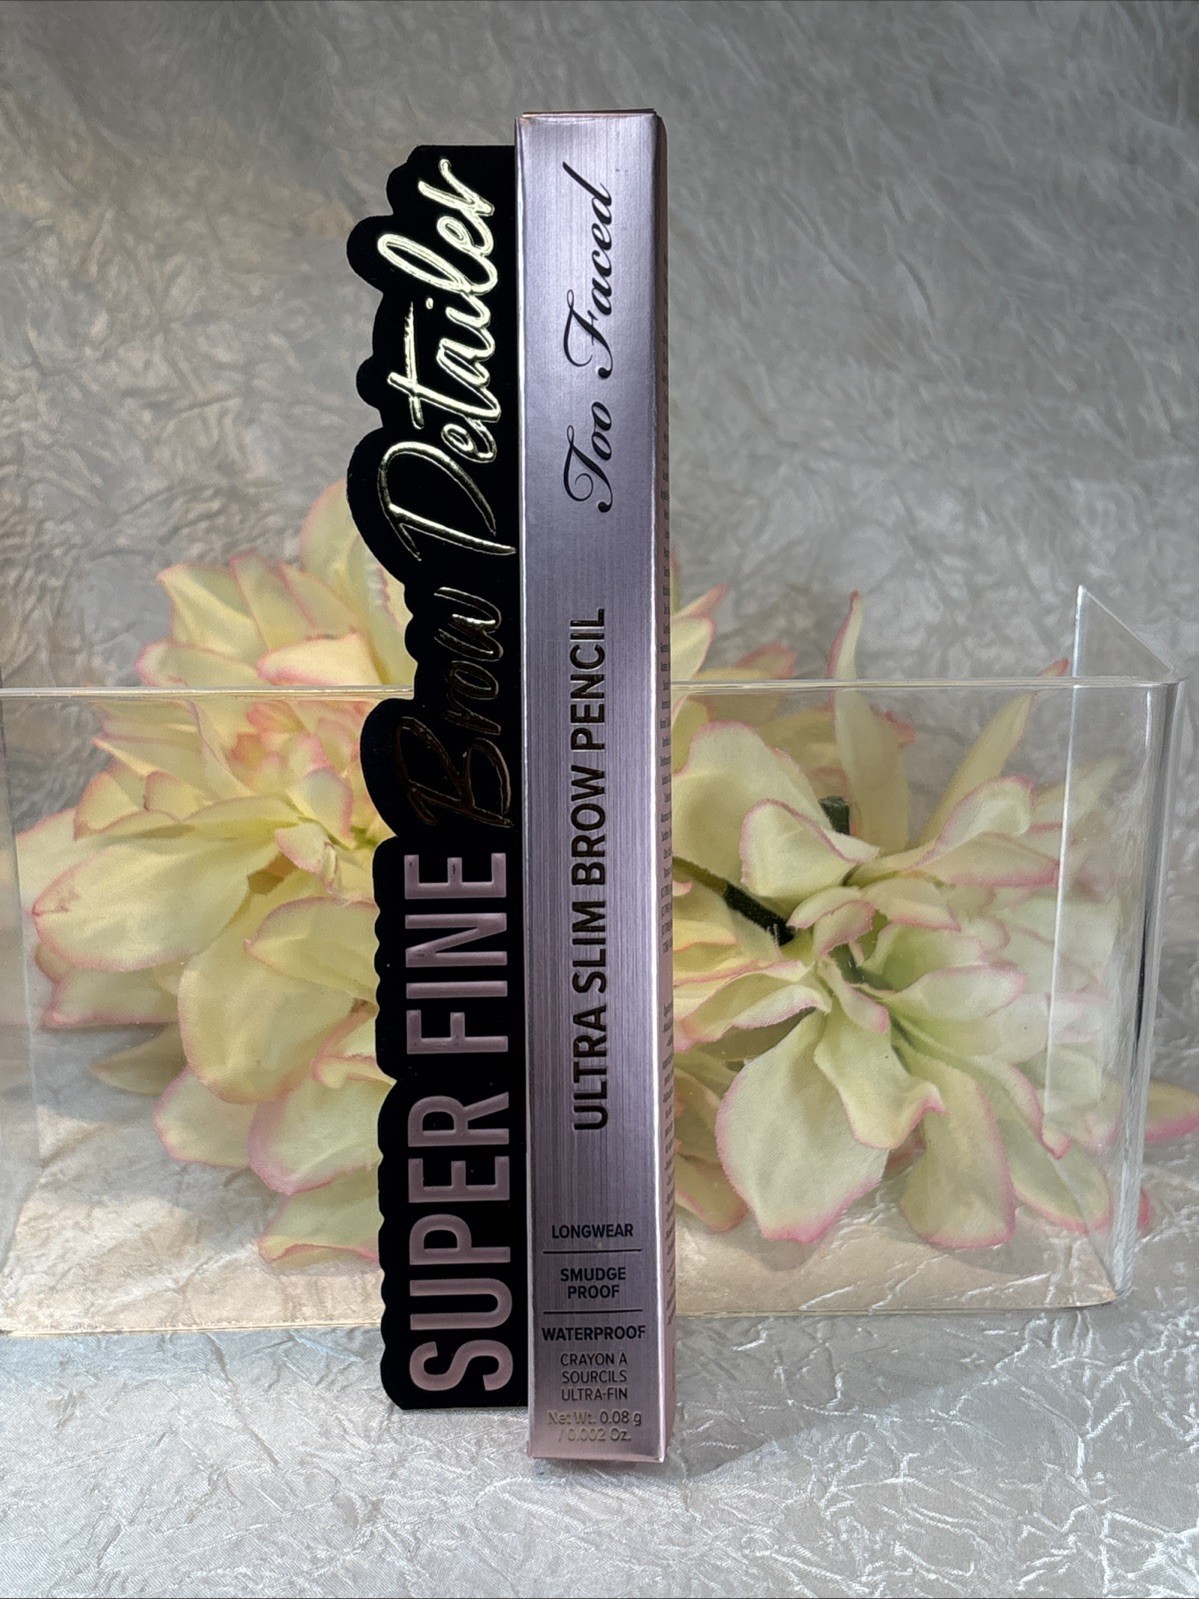 SUPER FINE Brow Detailer
Too Faced
ULTRA SLIM BROW PENCIL
LONGWEAR
SMUDGE
PROOF
WATERPROOF
CRAYON A
SOURCILS
ULTRA-FIN
Net Wt. 0.08 g
/ 0.002 Oz.